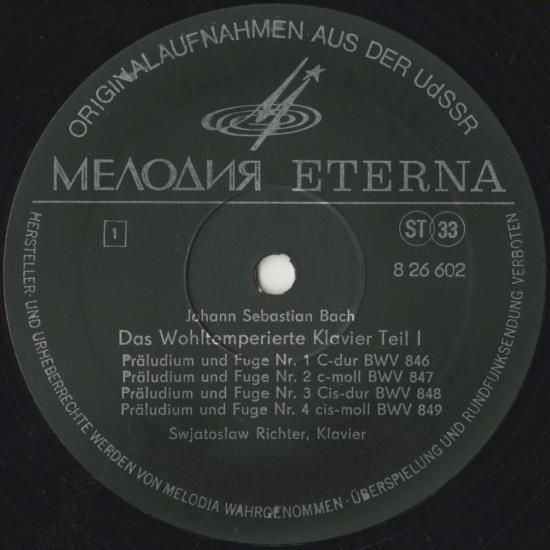 ORIGINALAUFNAHMEN AUS DER UdSSR
МЕЛОДИЯ ETERNA
1
ST 33
8 26 602
Johann Sebastian Bach
Das Wohltemperierte Klavier Teil I
Präludium und Fuge Nr. 1 C-dur BWV 846
Präludium und Fuge Nr. 2 c-moll BWV 847
Präludium und Fuge Nr. 3 Cis-dur BWV 848
Präludium und Fuge Nr. 4 cis-moll BWV 849
Swjatoslaw Richter, Klavier
HERSTELLER- UND URHEBERRECHTE WERDEN VON MELODIA WAHRGENOMMEN · ÜBERSPIELUNG UND RUNDFUNKSENDUNG VERBOTEN